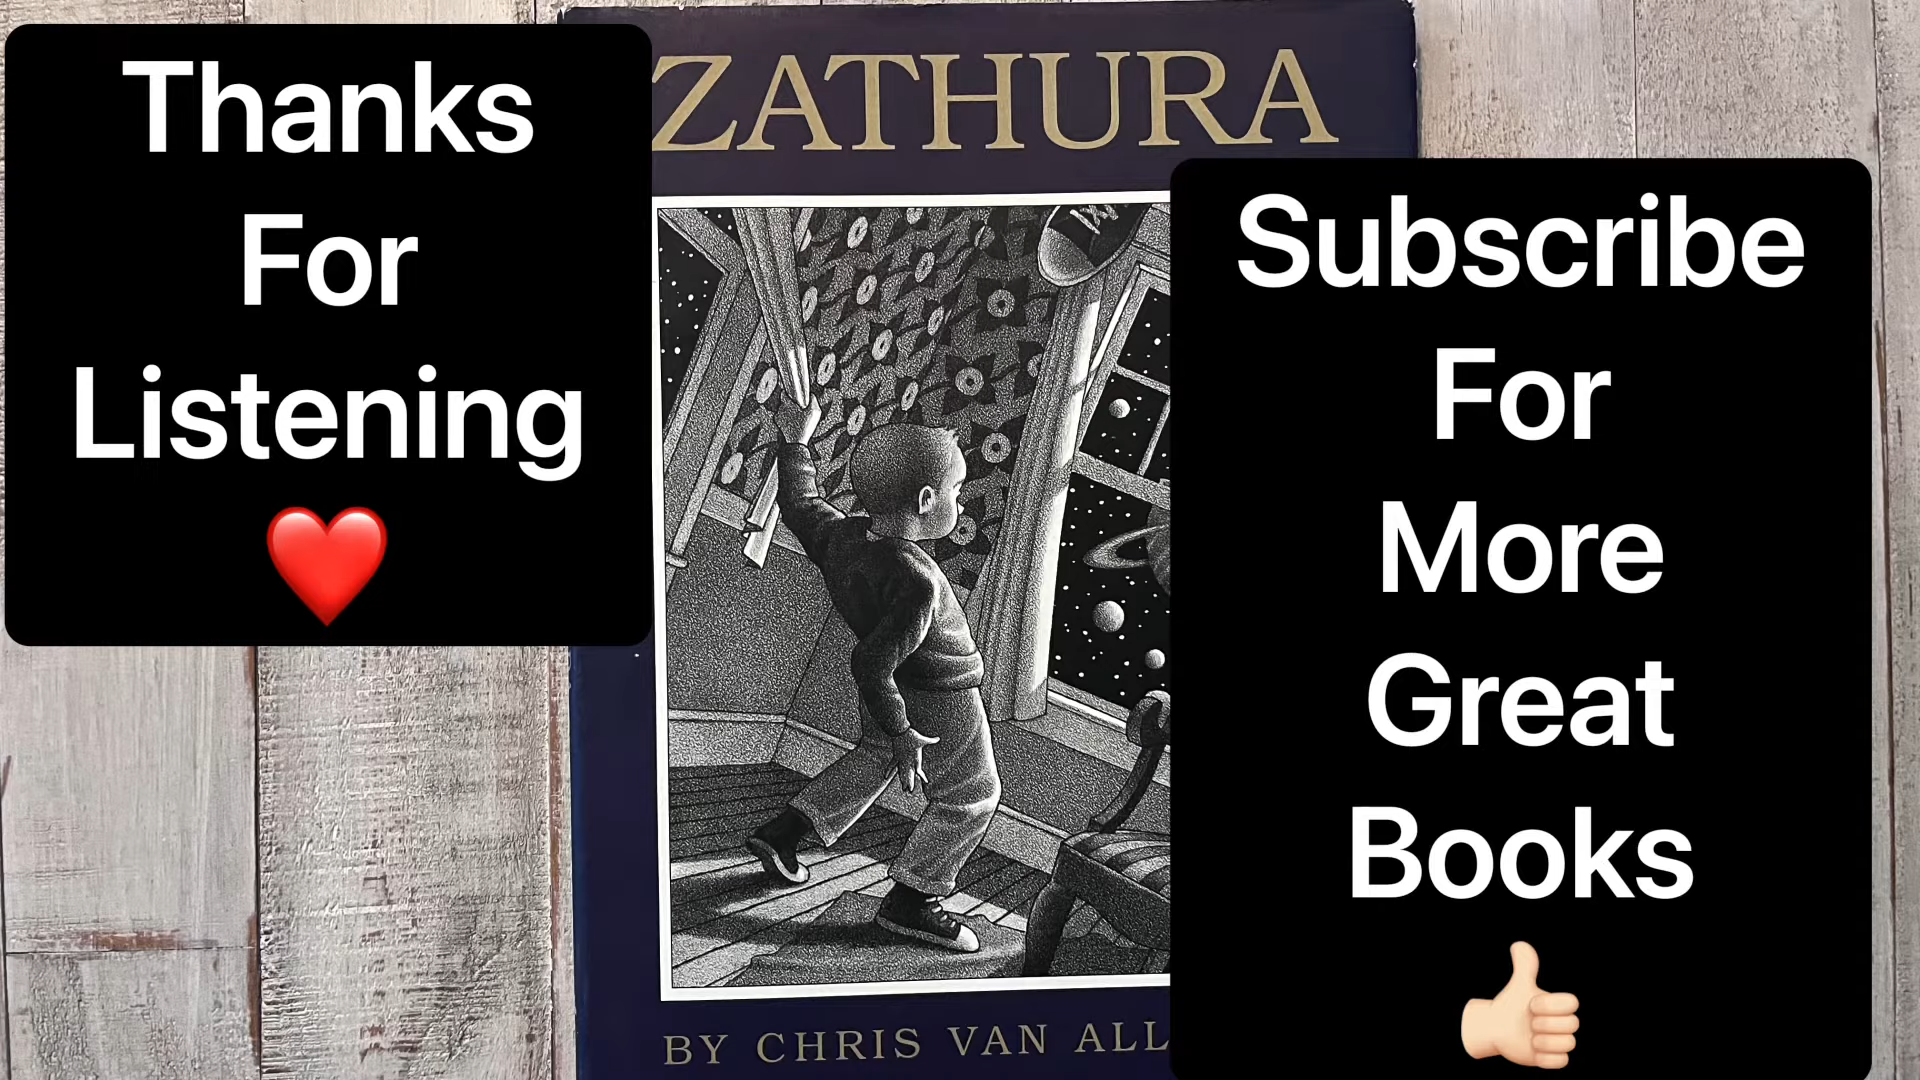 Thanks
For
Listening
ZATHURA
Subscribe
For
More
Great
Books
BY CHRIS VAN ALL